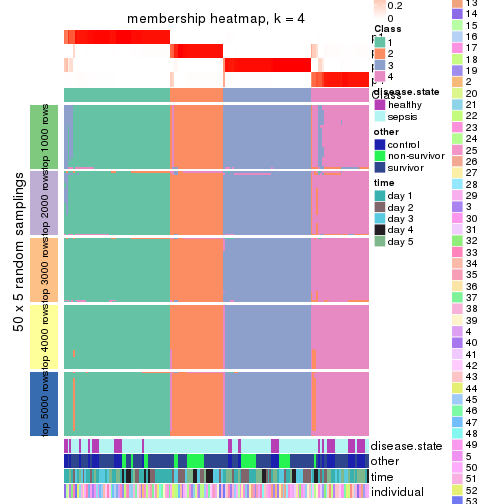 membership heatmap, k = 4
50 x 5 random samplings
top 1000 rows
top 2000 rows
top 3000 rows
top 4000 rows
top 5000 rows
Class
disease.state
other
time
individual
0.2
0
Class
1
2
3
4
disease.state
healthy
sepsis
other
control
non-survivor
survivor
time
day 1
day 2
day 3
day 4
day 5
13
14
15
16
17
18
19
2
20
21
22
23
24
25
26
27
28
29
3
30
31
32
33
34
35
36
37
38
39
4
40
41
42
43
44
45
46
47
48
49
5
50
51
52